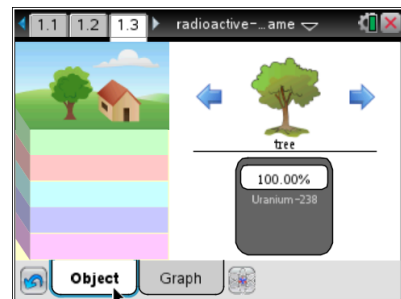 1.1 1.2 1.3 radioactive-…ame
tree
100.00%
Uranium-238
Object Graph